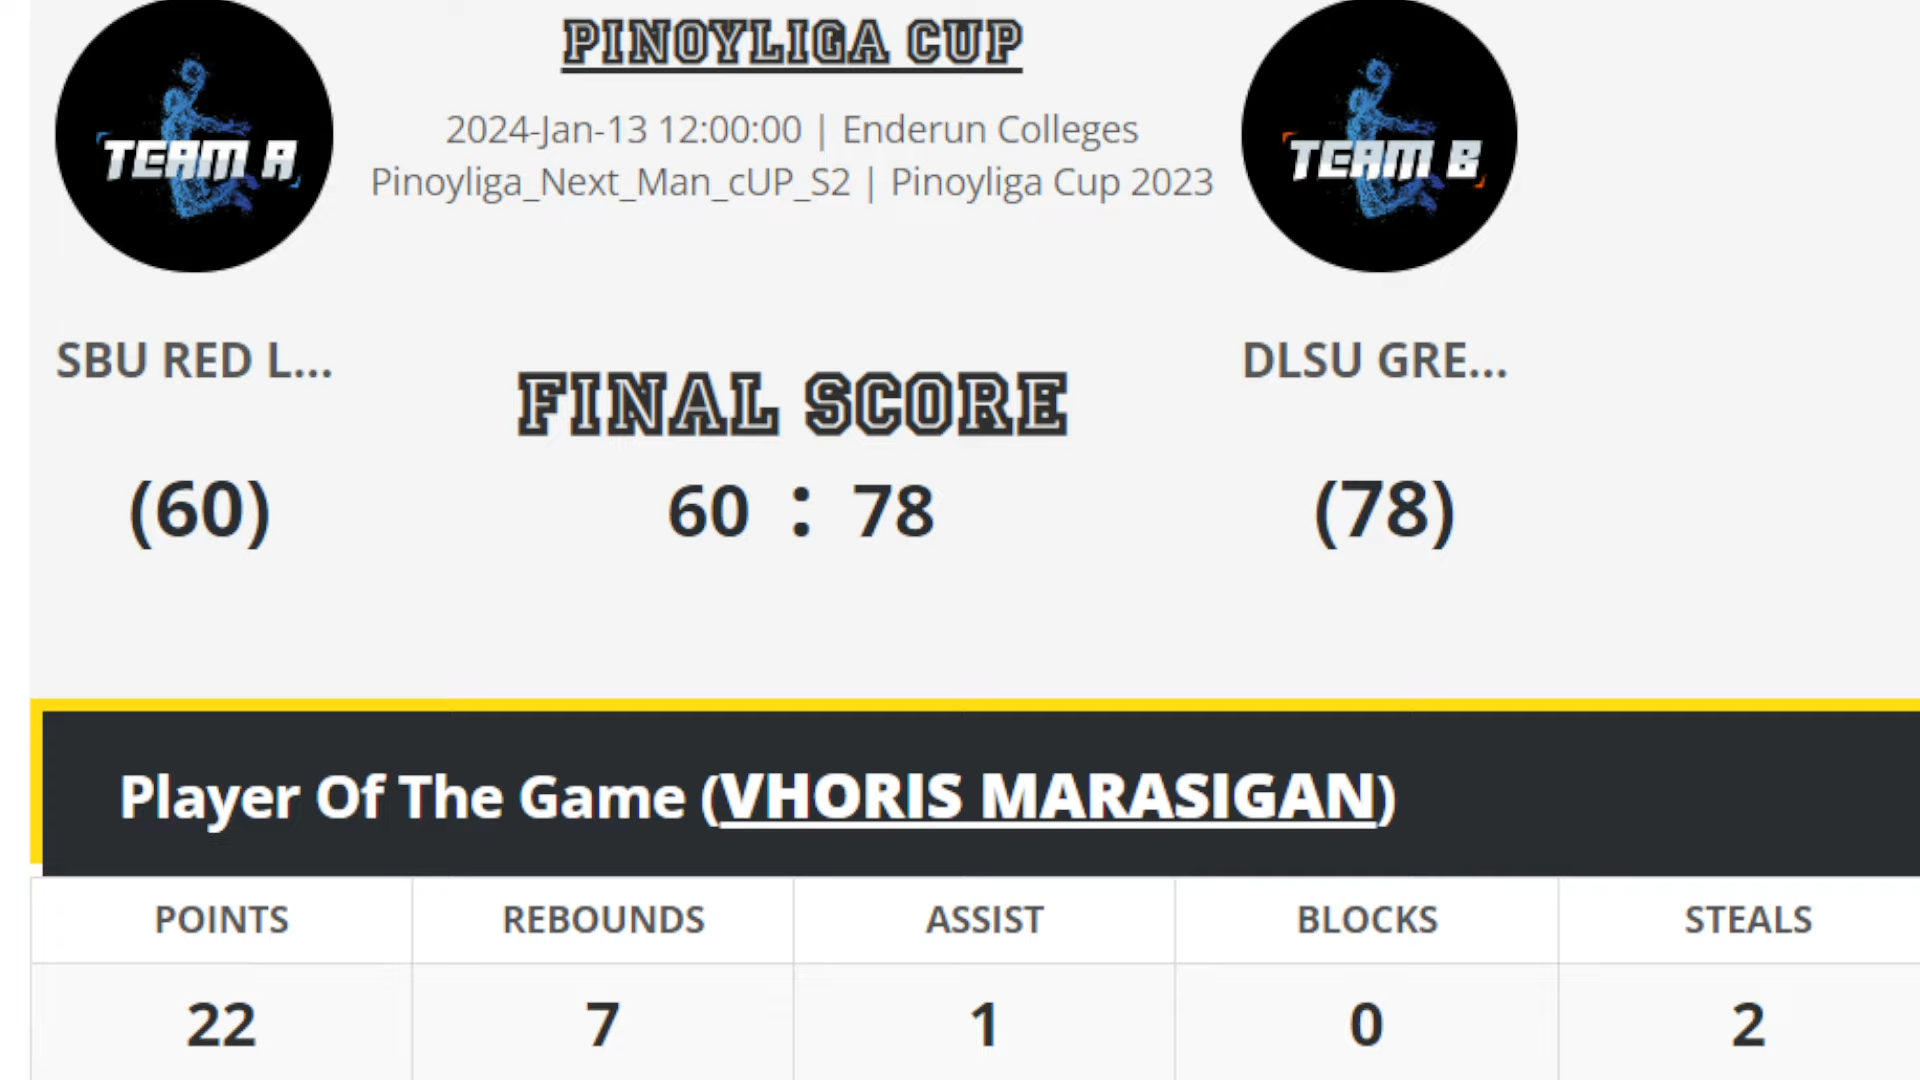 PINOYLIGA CUP
TEAM A
2024-Jan-13 12:00:00 | Enderun Colleges
Pinoyliga_Next_Man_cUP_S2 | Pinoyliga Cup 2023
TEAM B
SBU RED L...
DLSU GRE...
FINAL SCORE
(60)
60 : 78
(78)
Player Of The Game (VHORIS MARASIGAN)
POINTS REBOUNDS ASSIST BLOCKS STEALS
22 7 1 0 2